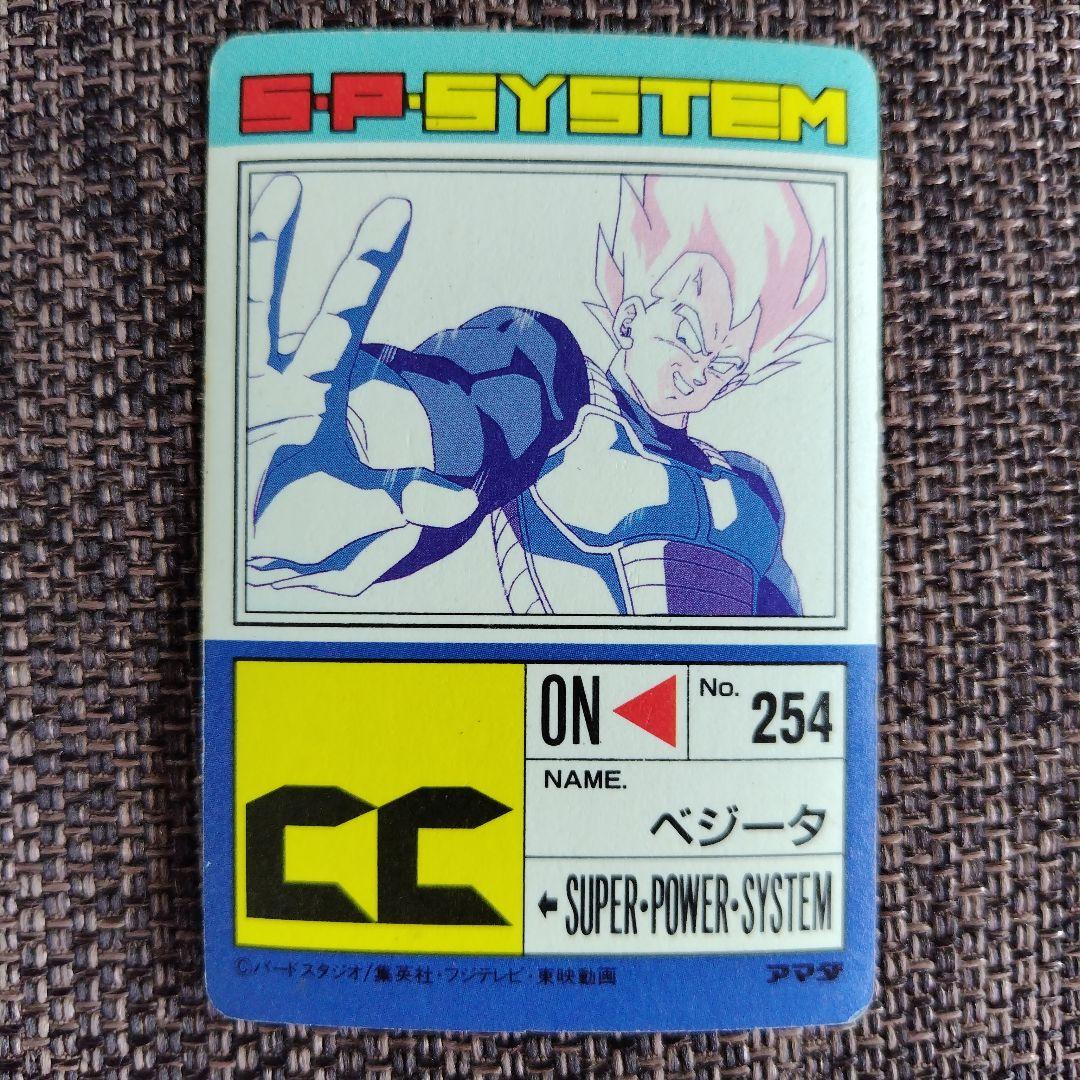 S·P·SYSTEM
ON
No. 254
NAME.
ベジータ
SUPER·POWER·SYSTEM
CC
©バードスタジオ/集英社·フジテレビ·東映動画
アマダ